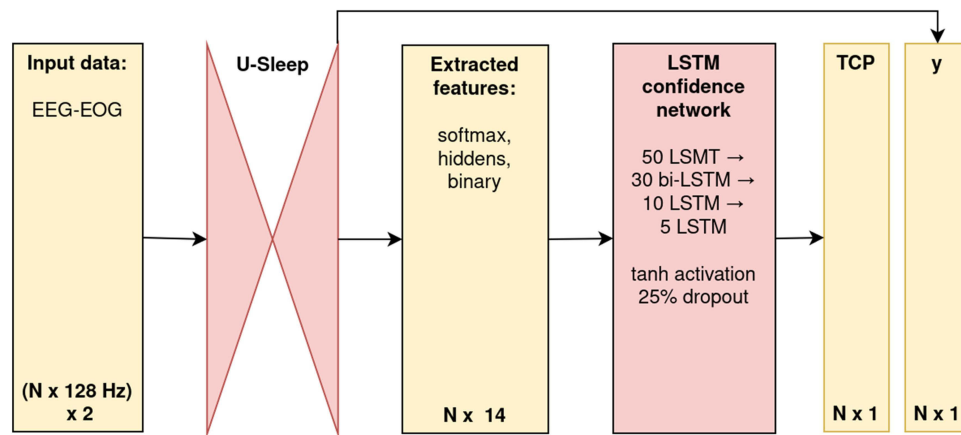 Input data:
EEG-EOG
(N x 128 Hz)
x 2
U-Sleep
Extracted
features:
softmax,
hiddens,
binary
N x 14
LSTM
confidence
network
50 LSMT →
30 bi-LSTM →
10 LSTM →
5 LSTM
tanh activation
25% dropout
TCP
N x 1
y
N x 1